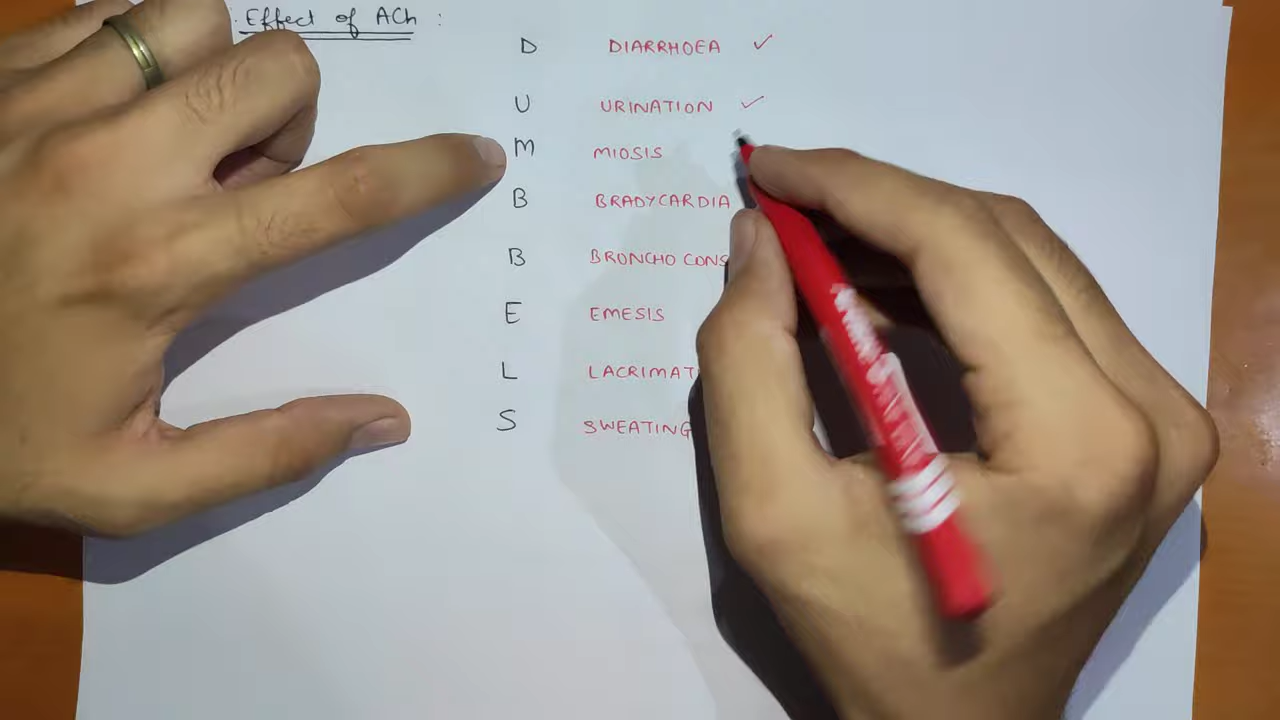 Effect of ACh :
D DIARRHOEA ✓
U URINATION ✓
M MIOSIS
B BRADYCARDIA
B BRONCHO CONS
E EMESIS
L LACRIMAT
S SWEATING